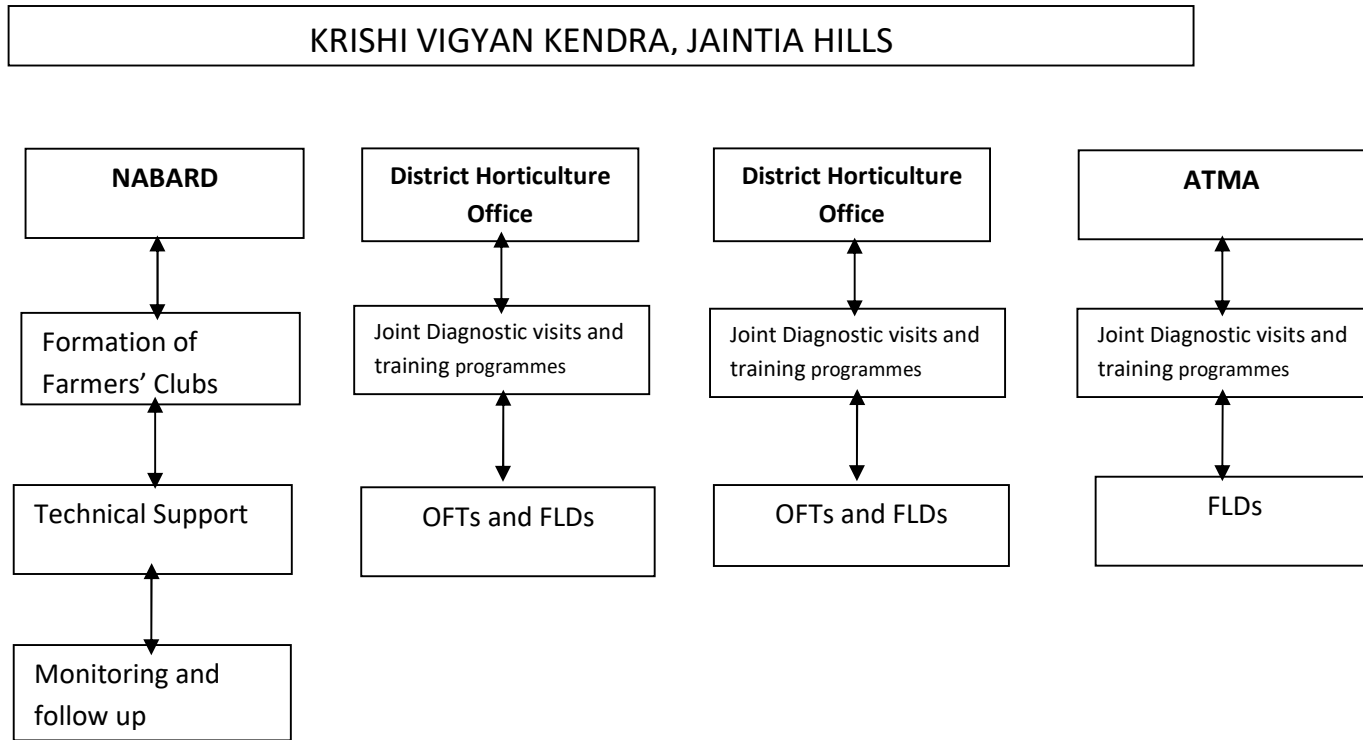 KRISHI VIGYAN KENDRA, JAINTIA HILLS
NABARD
District Horticulture
Office
District Horticulture
Office
ATMA
Formation of
Farmers’ Clubs
Joint Diagnostic visits and
training programmes
Joint Diagnostic visits and
training programmes
Joint Diagnostic visits and
training programmes
Technical Support
OFTs and FLDs
OFTs and FLDs
FLDs
Monitoring and
follow up